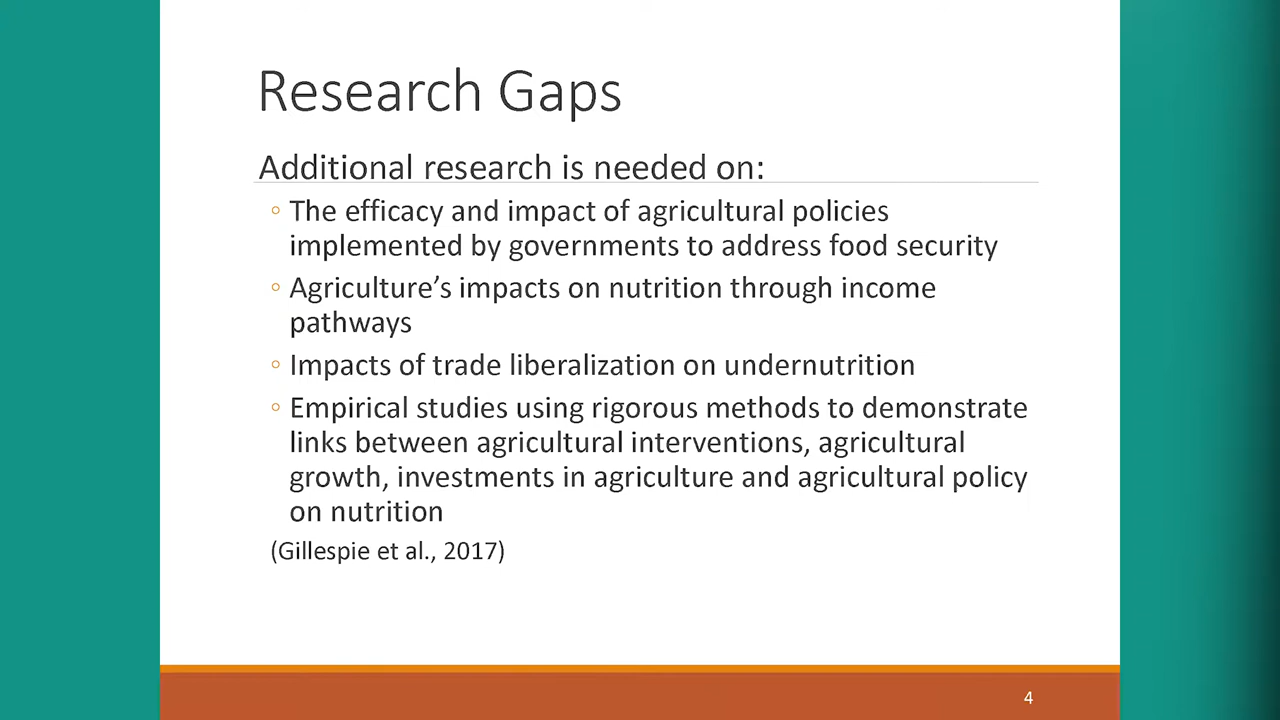 Research Gaps
Additional research is needed on:
◦ The efficacy and impact of agricultural policies
implemented by governments to address food security
◦ Agriculture’s impacts on nutrition through income
pathways
◦ Impacts of trade liberalization on undernutrition
◦ Empirical studies using rigorous methods to demonstrate
links between agricultural interventions, agricultural
growth, investments in agriculture and agricultural policy
on nutrition
(Gillespie et al., 2017)
4